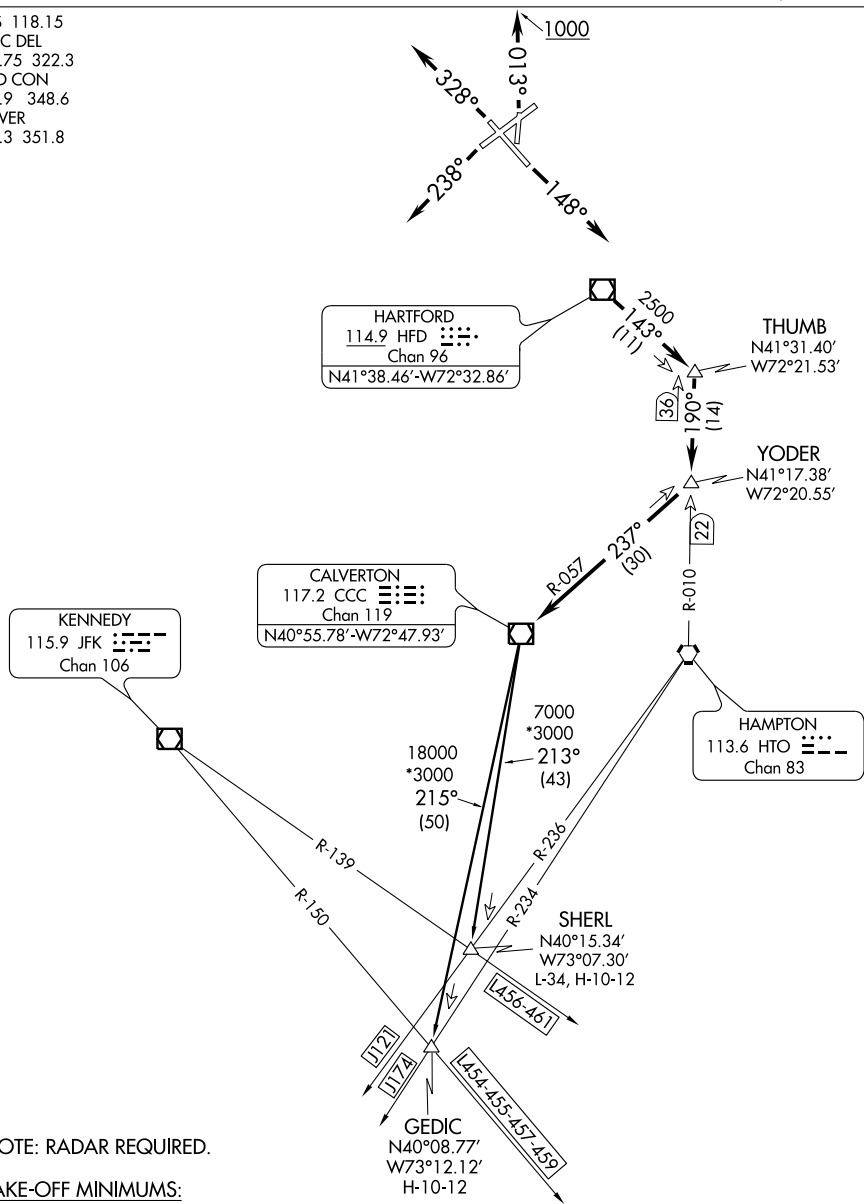 118.15
DEL
.75 322.3
CON
.9 348.6
.3 351.8
1000
013°
328°
238°
148°
HARTFORD
114.9 HFD
Chan 96
N41°38.46’-W72°32.86’
2500
143°
(11)
THUMB
N41°31.40’
W72°21.53’
36
190°
(14)
YODER
N41°17.38’
W72°20.55’
22
R-010
R-057
237°
(30)
CALVERTON
117.2 CCC
Chan 119
N40°55.78’-W72°47.93’
KENNEDY
115.9 JFK
Chan 106
HAMPTON
113.6 HTO
Chan 83
18000
*3000
215°
(50)
7000
*3000
213°
(43)
R-139
R-150
R-236
R-234
SHERL
N40°15.34’
W73°07.30’
L-34, H-10-12
L456-461
J121
J174
L454-455-457-459
GEDIC
N40°08.77’
W73°12.12’
H-10-12
OTE: RADAR REQUIRED.
AKE-OFF MINIMUMS: